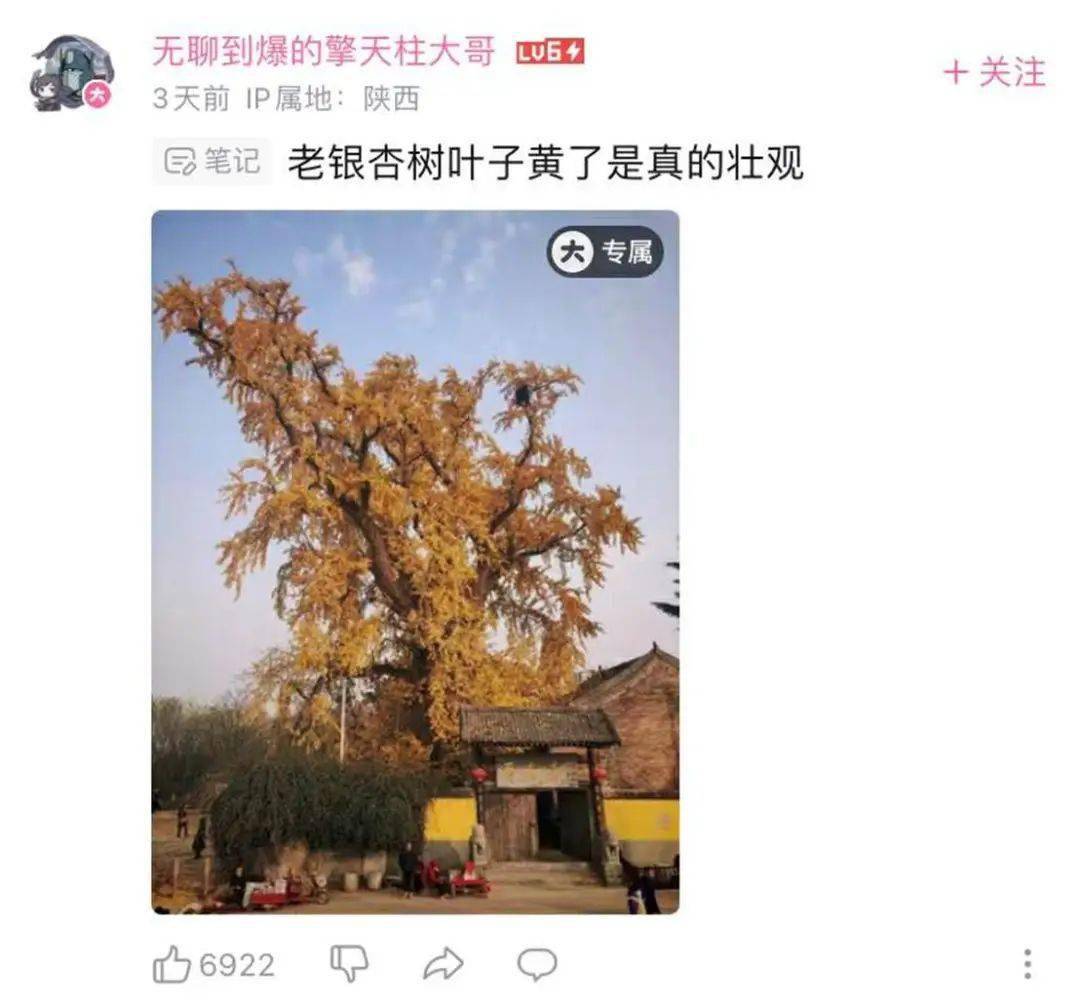 无聊到爆的擎天柱大哥 LV6
+ 关注
3天前 IP属地：陕西
大
笔记 老银杏树叶子黄了是真的壮观
大 专属
6922